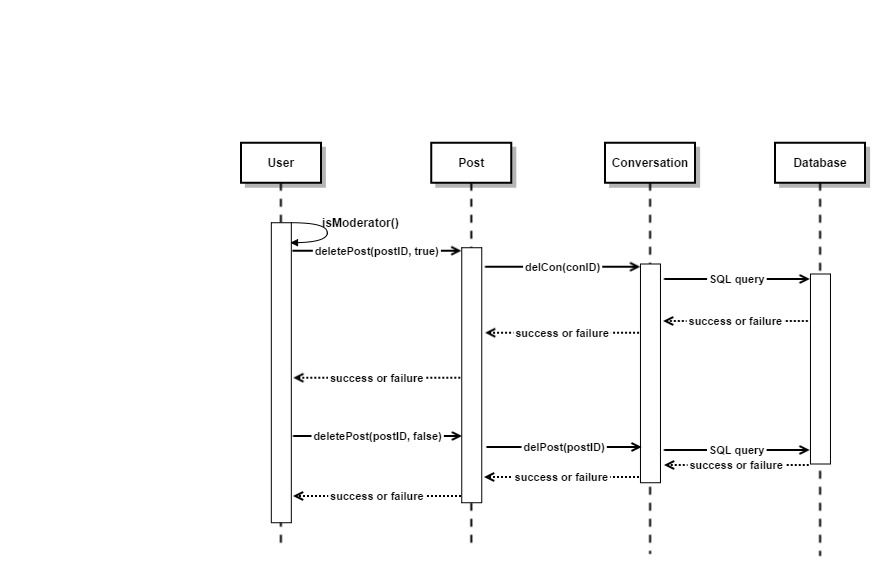 User
Post
Conversation
Database
isModerator()
deletePost(postID, true)
delCon(conID)
SQL query
success or failure
success or failure
success or failure
deletePost(postID, false)
delPost(postID)
SQL query
success or failure
success or failure
success or failure